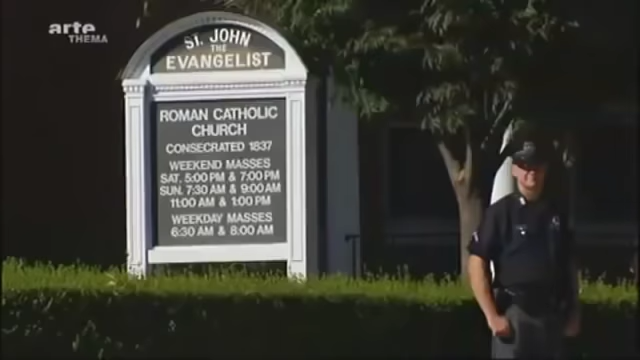 arte
THEMA
ST. JOHN
THE
EVANGELIST
ROMAN CATHOLIC
CHURCH
CONSECRATED 1837
WEEKEND MASSES
SAT. 5:00 PM & 7:00 PM
SUN. 7:30 AM & 9:00 AM
11:00 AM & 1:00 PM
WEEKDAY MASSES
6:30 AM & 8:00 AM